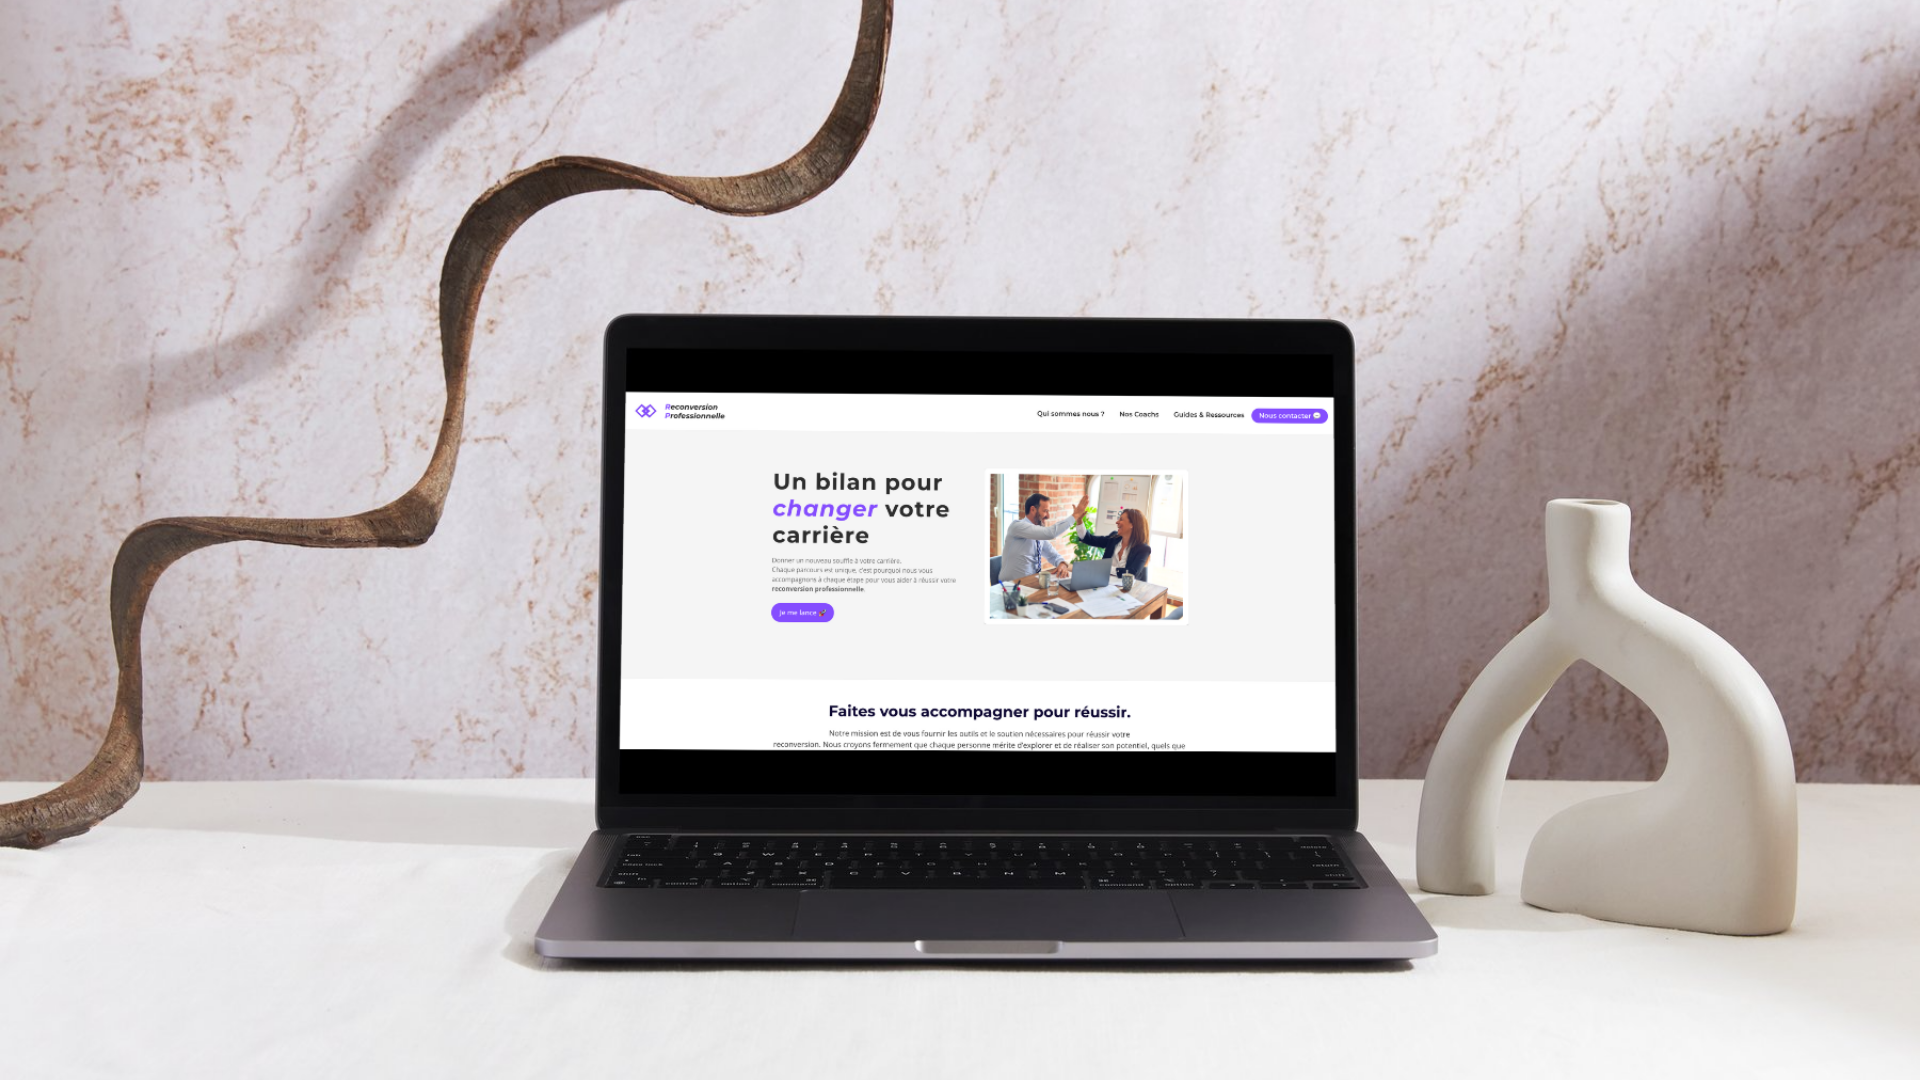 Reconversion
Professionnelle
Qui sommes nous ?
Nos Coachs
Guides & Ressources
Nous contacter
Un bilan pour
changer votre
carrière
Donner un nouveau souffle à votre carrière.
Chaque parcours est unique, c'est pourquoi nous vous
accompagnons à chaque étape pour vous aider à réussir votre
reconversion professionnelle.
Je me lance
Faites vous accompagner pour réussir.
Notre mission est de vous fournir les outils et le soutien nécessaires pour réussir votre
reconversion. Nous croyons fermement que chaque personne mérite d'explorer et de réaliser son potentiel, quels que